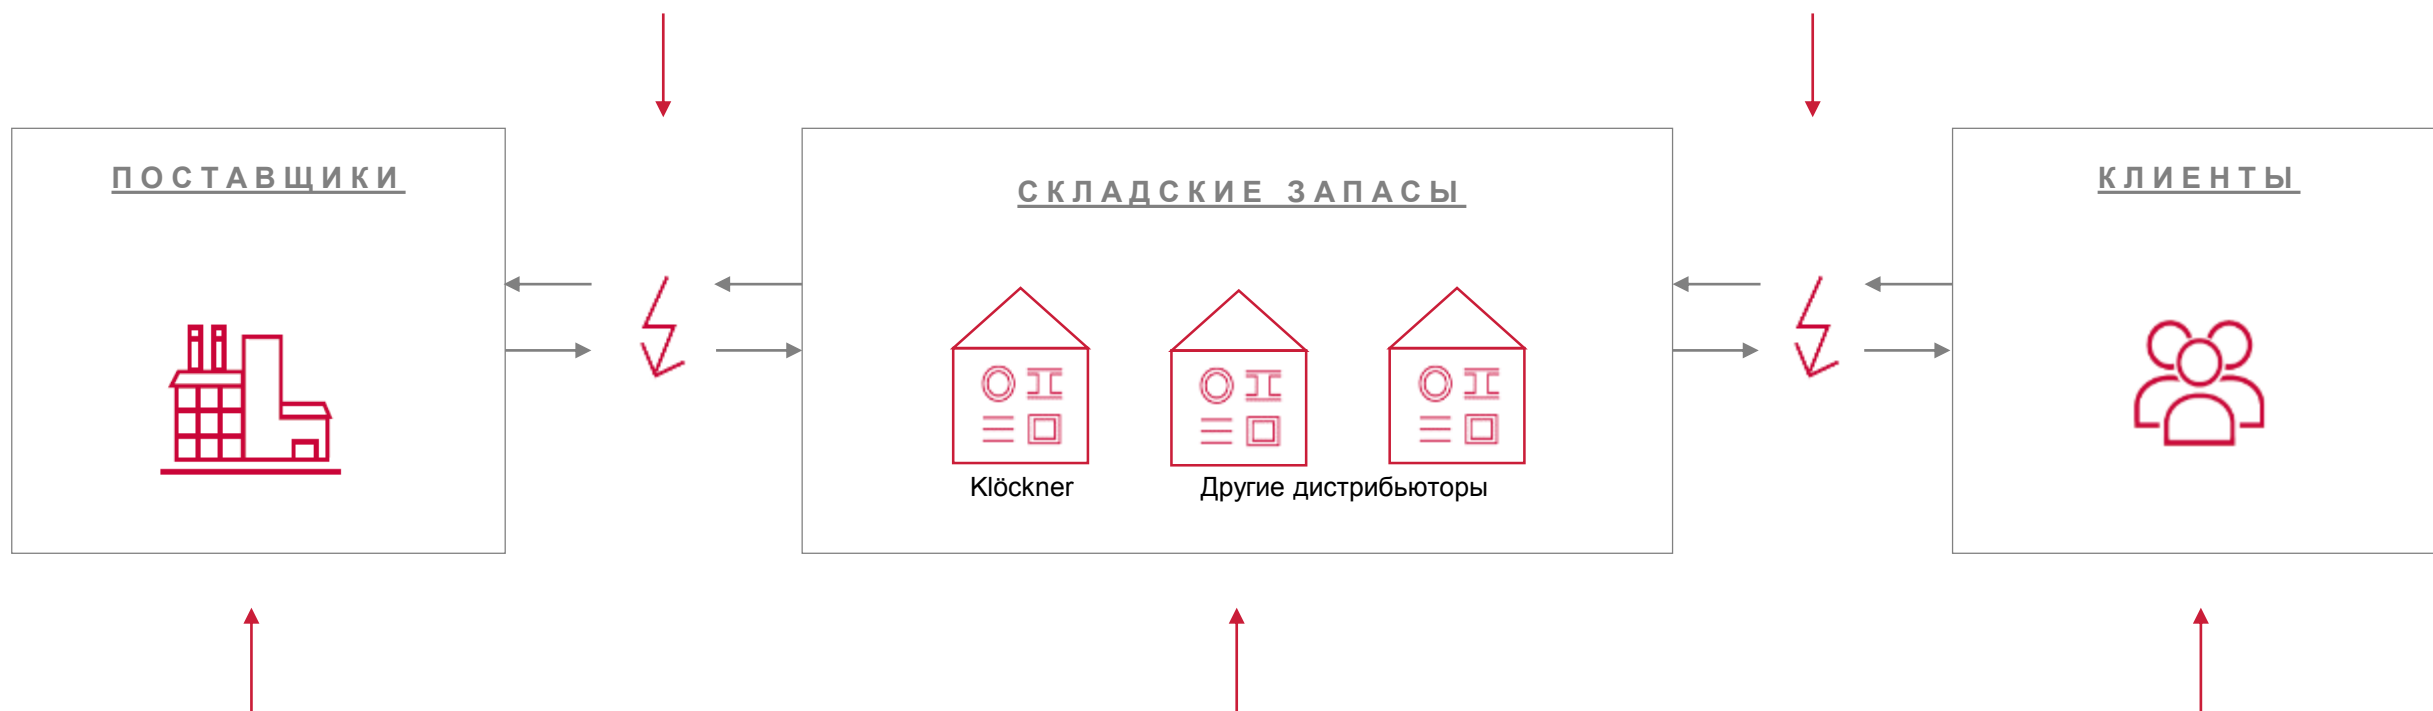 ПОСТАВЩИКИ
СКЛАДСКИЕ ЗАПАСЫ
КЛИЕНТЫ
Klöckner
Другие дистрибьюторы